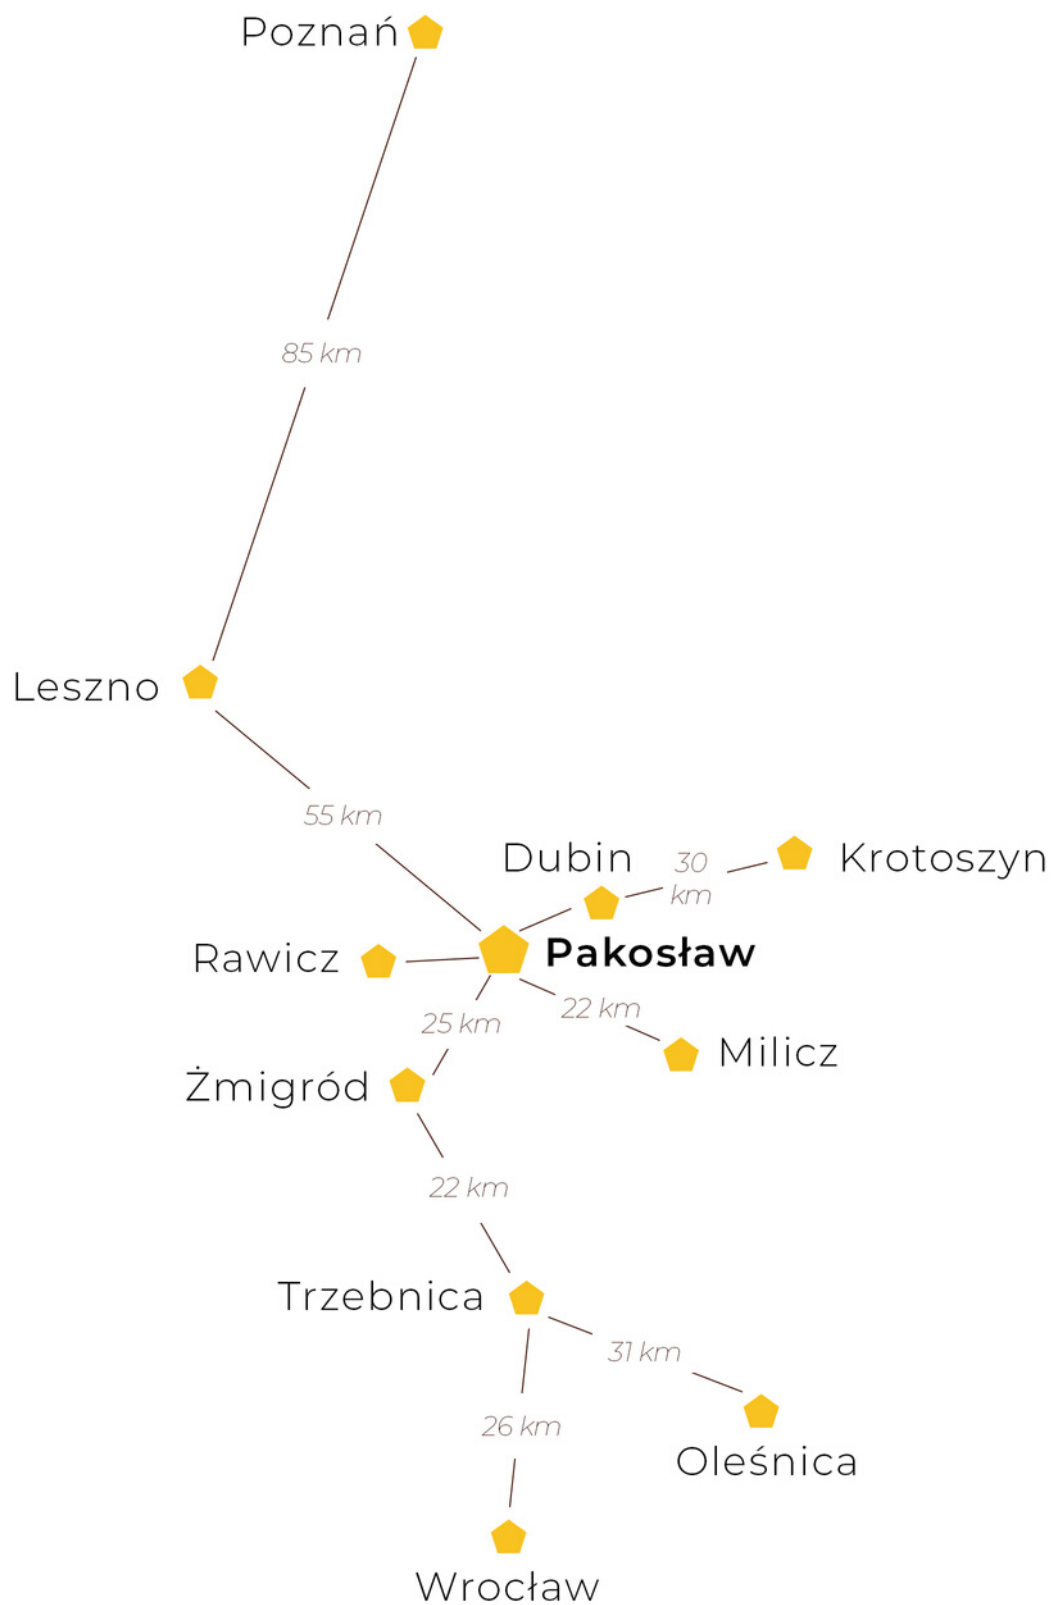 Poznań
85 km
Leszno
55 km
Dubin
30
km
Krotoszyn
Rawicz
Pakosław
25 km
22 km
Milicz
Żmigród
22 km
Trzebnica
31 km
26 km
Oleśnica
Wrocław